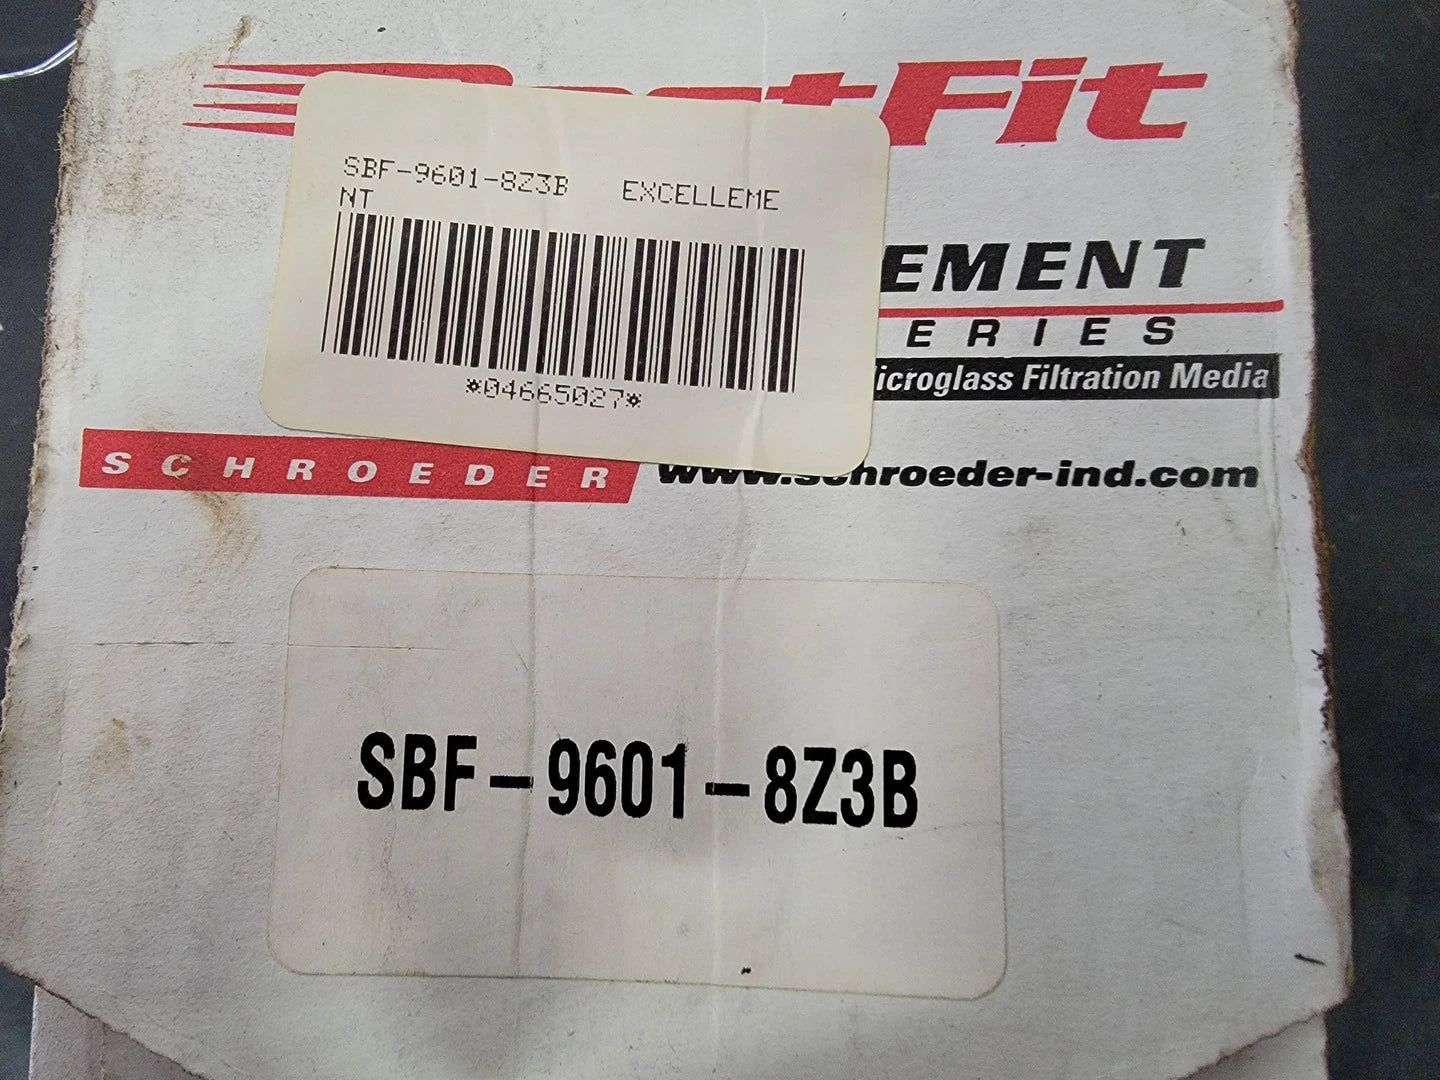 Fit
SBF-9601-8Z3B EXCELLEME
NT
*04665027*
EMENT
ERIES
icroglass Filtration Media
SCHROEDER
www.schroeder-ind.com
SBF-9601-8Z3B